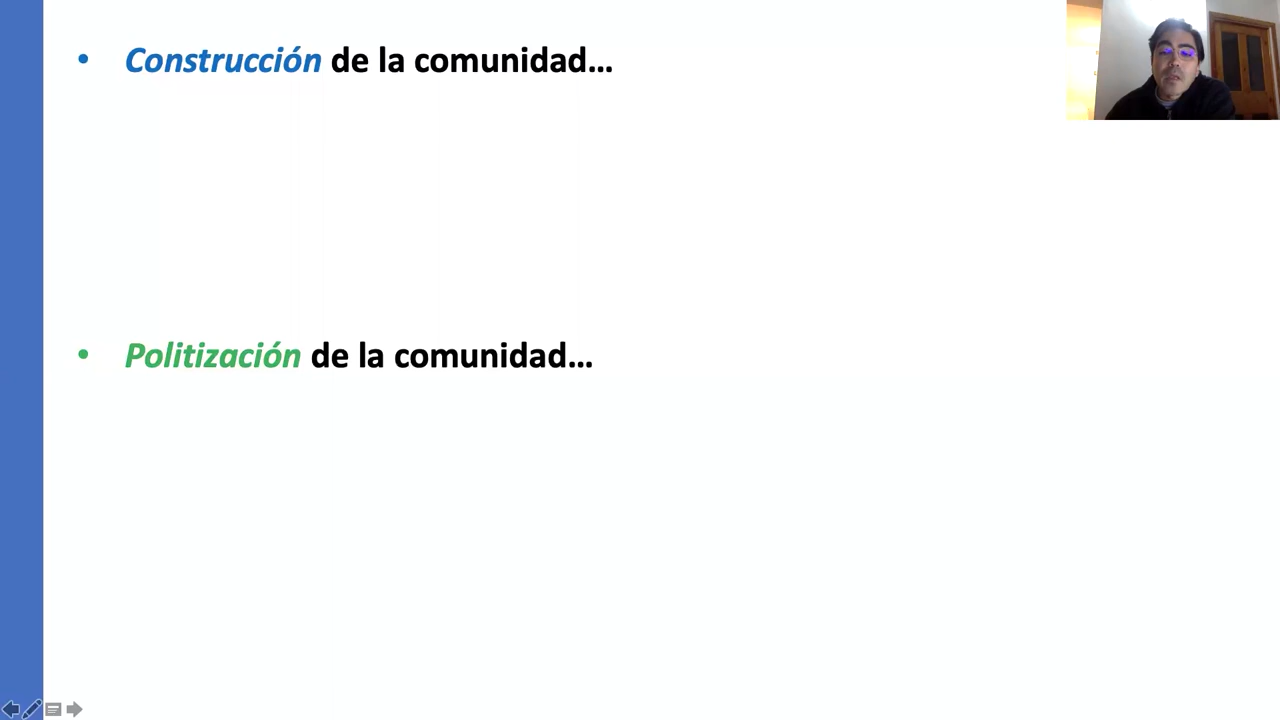 • Construcción de la comunidad...
• Politización de la comunidad...